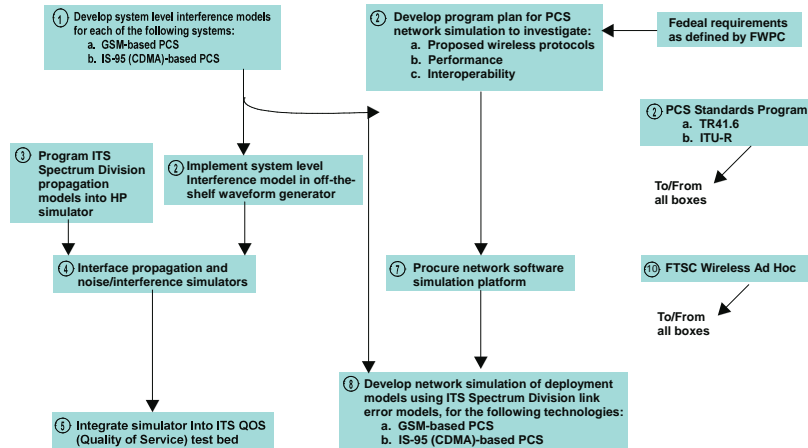 1 Develop system level interference models
for each of the following systems:
a. GSM-based PCS
b. IS-95 (CDMA)-based PCS
2 Develop program plan for PCS
network simulation to investigate:
a. Proposed wireless protocols
b. Performance
c. Interoperability
Federal requirements
as defined by FWPC
2 PCS Standards Program
a. TR41.6
b. ITU-R
To/From
all boxes
3 Program ITS
Spectrum Division
propagation
models into HP
simulator
2 Implement system level
Interference model in off-the-
shelf waveform generator
4 Interface propagation and
noise/interference simulators
7 Procure network software
simulation platform
10 FTSC Wireless Ad Hoc
To/From
all boxes
5 Integrate simulator Into ITS QOS
(Quality of Service) test bed
8 Develop network simulation of deployment
models using ITS Spectrum Division link
error models, for the following technologies:
a. GSM-based PCS
b. IS-95 (CDMA)-based PCS